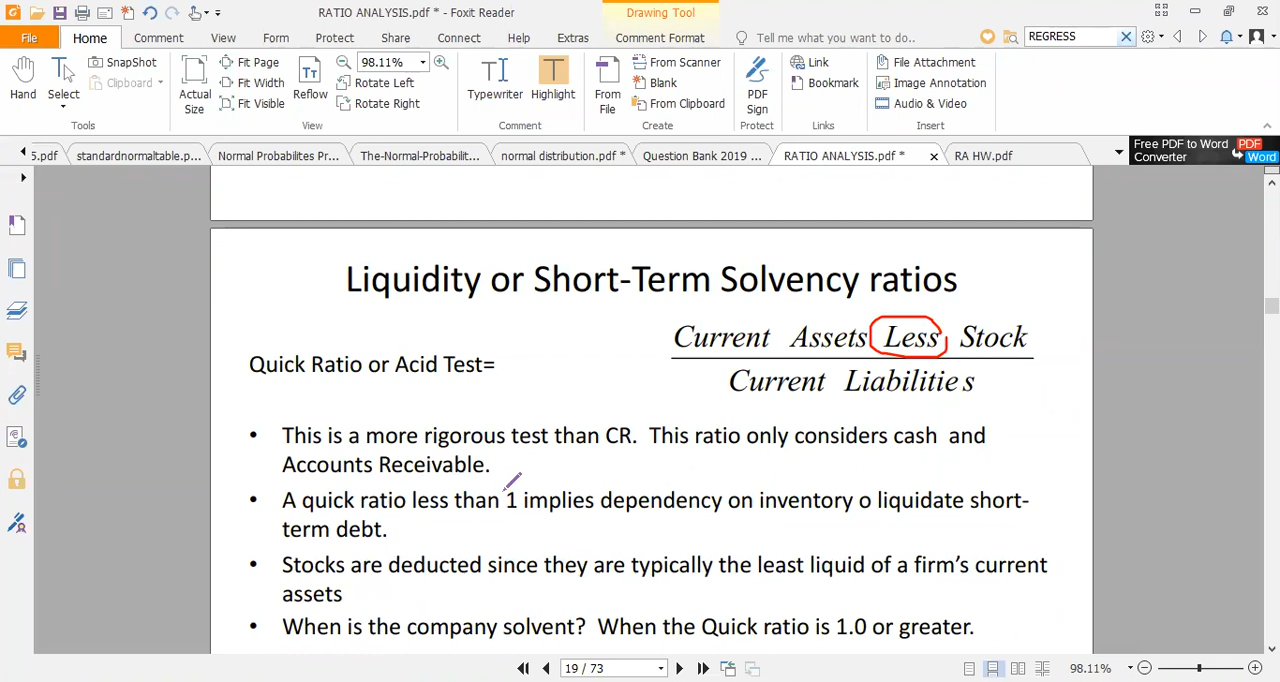 RATIO ANALYSIS.pdf * - Foxit Reader
Drawing Tool
File Home Comment View Form Protect Share Connect Help Extras Comment Format Tell me what you want to do.. REGRESS
Hand
Select
SnapShot
Clipboard
Tools
Actual Size
Fit Page
Fit Width
Fit Visible
Reflow
98.11%
Rotate Left
Rotate Right
View
Typewriter
Highlight
Comment
From File
From Scanner
Blank
From Clipboard
Create
PDF Sign
Protect
Link
Bookmark
Links
File Attachment
Image Annotation
Audio & Video
Insert
5.pdf standardnormaltable.p... Normal Probabilites Pr... The-Normal-Probabilit... normal distribution.pdf * Question Bank 2019 ... RATIO ANALYSIS.pdf * RA HW.pdf
Free PDF to Word Converter
PDF
Word
Liquidity or Short-Term Solvency ratios
Quick Ratio or Acid Test=
Current Assets Less Stock
Current Liabilitie s
• This is a more rigorous test than CR. This ratio only considers cash and
Accounts Receivable.
• A quick ratio less than 1 implies dependency on inventory o liquidate short-
term debt.
• Stocks are deducted since they are typically the least liquid of a firm's current
assets
• When is the company solvent? When the Quick ratio is 1.0 or greater.
19 / 73
98.11%